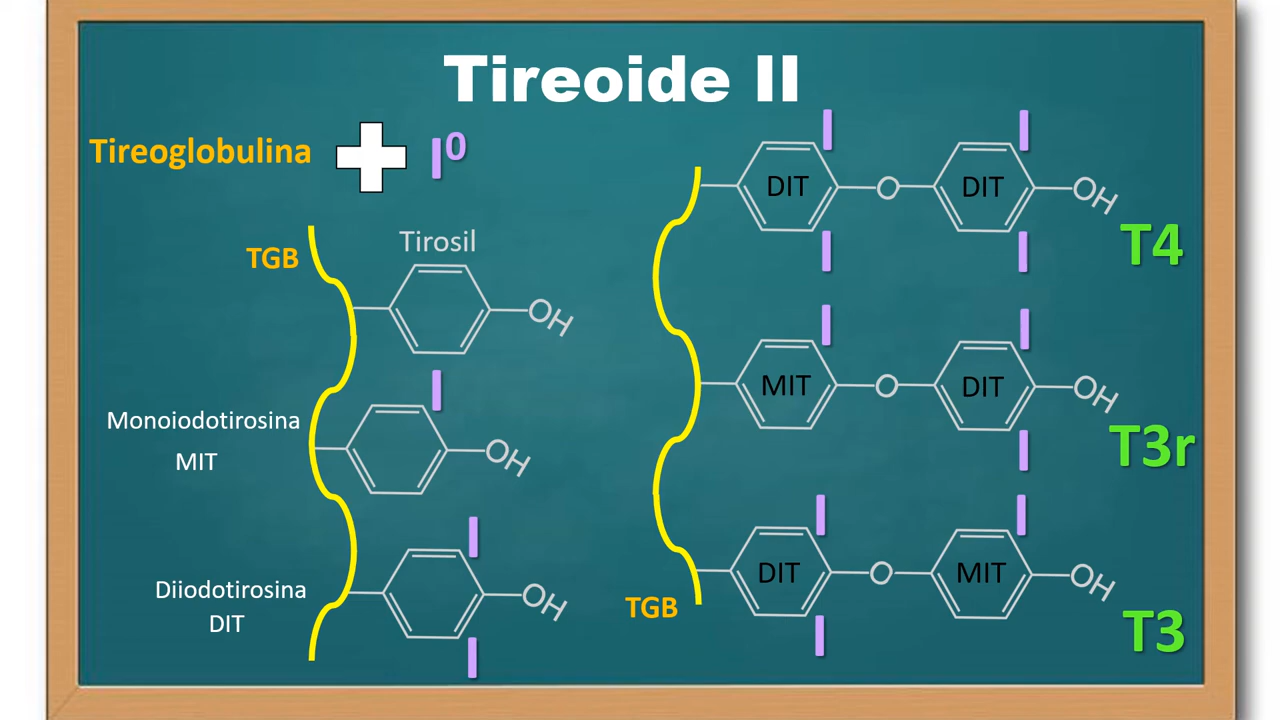 Tireoide II
Tireoglobulina
I0
TGB
Tirosil
OH
I
Monoiodotirosina
MIT
OH
I
Diiodotirosina
DIT
OH
I
I I
DIT O DIT OH
I I
T4
I I
MIT O DIT OH
I
T3r
I I
DIT O MIT OH
I
TGB
T3